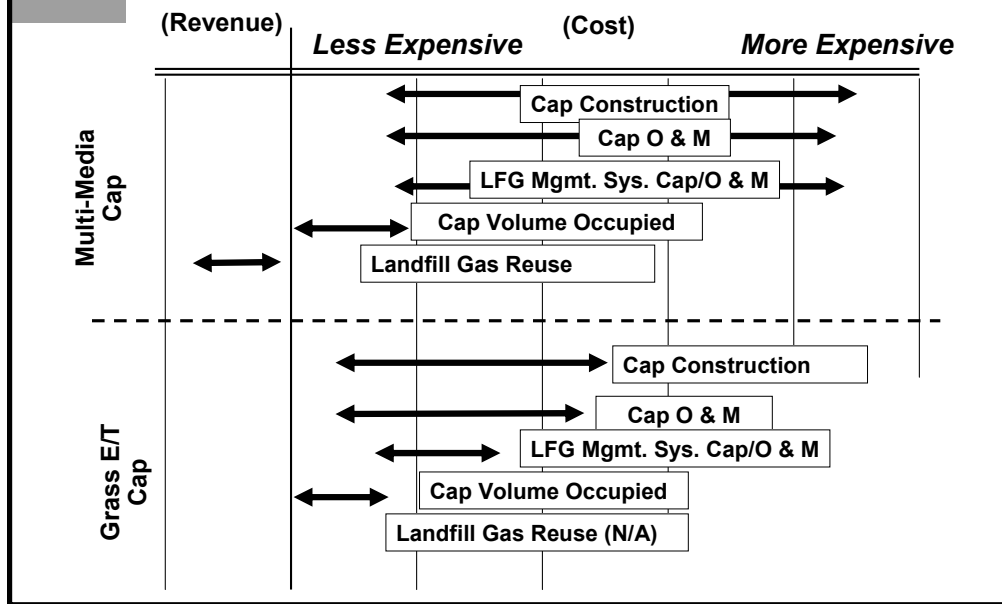 (Revenue)
(Cost)
Less Expensive
More Expensive
Multi-Media
Cap
Cap Construction
Cap O & M
LFG Mgmt. Sys. Cap/O & M
Cap Volume Occupied
Landfill Gas Reuse
Grass E/T
Cap
Cap Construction
Cap O & M
LFG Mgmt. Sys. Cap/O & M
Cap Volume Occupied
Landfill Gas Reuse (N/A)